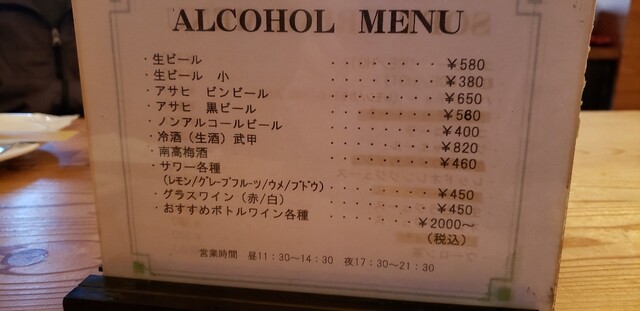 ALCOHOL MENU
・生ビール ・・・・・・・・ ¥580
・生ビール 小 ・・・・・・・ ¥380
・アサヒ ビンビール ・・・・・ ¥650
・アサヒ 黒ビール ・・・・・・ ¥560
・ノンアルコールビール ・・・・ ¥400
・冷酒（生酒）武甲 ・・・・・・ ¥820
・南高梅酒 ・・・・・・・・ ¥460
・サワー各種
（レモン/グレープフルーツ/ウメ/ブドウ） ・・・・ ¥450
・グラスワイン（赤/白） ・・・・・ ¥450
・おすすめボトルワイン各種 ・・・・・ ¥2000～
（税込）
営業時間 昼11：30～14：30 夜17：30～21：30